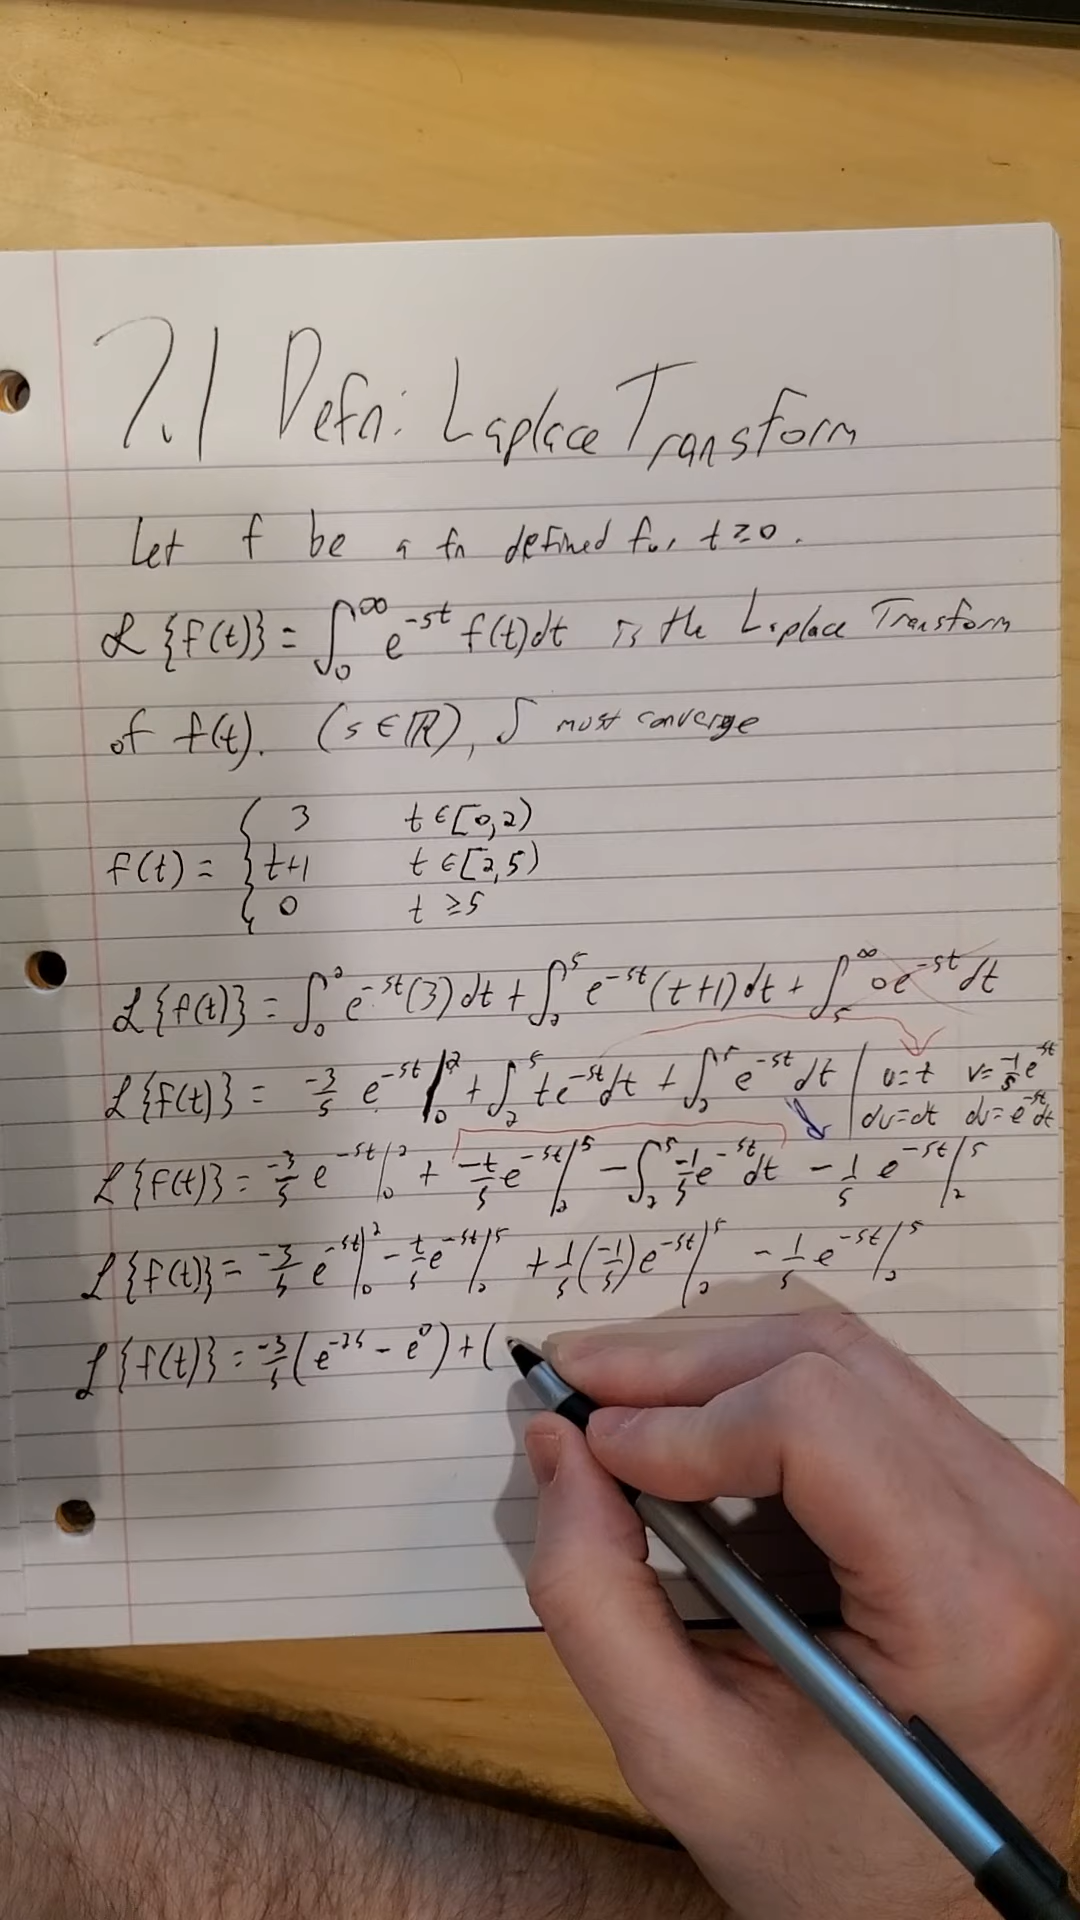 7.1 Defn: Laplace Transform
Let f be a fn defined for t ≥ 0.
ℒ{f(t)} = ∫₀^∞ e^(-st) f(t)dt is the Laplace Transform
of f(t). (s ∈ ℝ), ∫ must converge
f(t) = { 3 t ∈ [0,2)
t+1 t ∈ [2,5)
0 t ≥ 5
ℒ{f(t)} = ∫₀² e^(-st)(3)dt + ∫₂⁵ e^(-st)(t+1)dt + ∫₅^∞ 0e^(-st)dt
ℒ{f(t)} = -3/s e^(-st)|₀² + ∫₂⁵ te^(-st)dt + ∫₂⁵ e^(-st)dt | u=t v=-1/s e^(-st)
du=dt dv=e^(-st)dt
ℒ{f(t)} = -3/s e^(-st)|₀² + -t/s e^(-st)|₂⁵ - ∫₂⁵ -1/s e^(-st)dt - 1/s e^(-st)|₂⁵
ℒ{f(t)} = -3/s e^(-st)|₀² - t/s e^(-st)|₂⁵ + 1/s(-1/s)e^(-st)|₂⁵ - 1/s e^(-st)|₂⁵
ℒ{f(t)} = -3/s(e^(-2s) - e⁰) + (